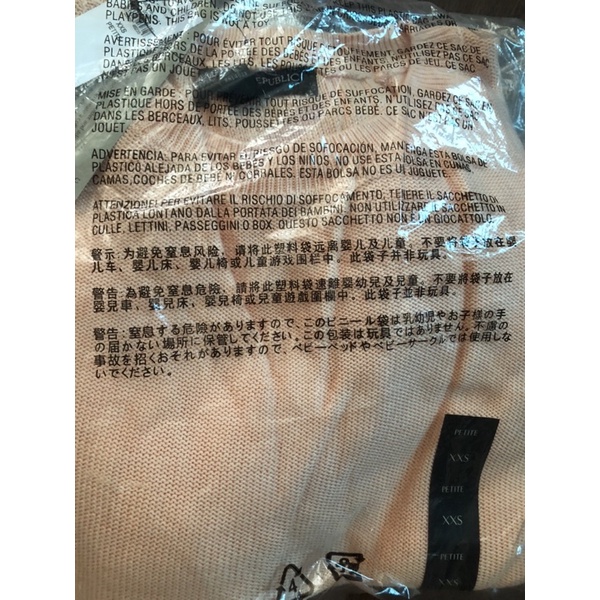 BABIES AND CHILDREN.
PLAYPENS. THIS BAG IS NOT A TOY.
AVERTISSEMENT: POUR ÉVITER TOUT RISQUE D'ÉTOUFFEMENT, GARDEZ CE SAC DE
PLASTIQUE HORS DE LA PORTÉE DES BÉBÉS ET DES ENFANTS. N'UTILISEZ PAS CE SAC
DANS LES BERCEAUX, LES LITS, LES POUSSETTES OU LES PARCS DE JEU. CE SAC
N'EST PAS UN JOUET.
EPUBLIC
MISE EN GARDE: POUR ÉVITER TOUT RISQUE DE SUFFOCATION, GARDEZ CE SAC EN
PLASTIQUE HORS DE PORTÉE DES BÉBÉS ET DES ENFANTS. N'UTILISEZ PAS CE SAC
DANS LES BERCEAUX, LITS, POUSSETTES OU PARCS BÉBÉ. CE SAC N'EST PAS UN
JOUET.
ADVERTENCIA: PARA EVITAR EL RIESGO DE SOFOCACIÓN, MANTENGA ESTA BOLSA DE
PLÁSTICO ALEJADA DE LOS BEBÉS Y LOS NIÑOS. NO USE ESTA BOLSA EN CUNAS,
CAMAS, COCHES DE BEBÉ NI CORRALES. ESTA BOLSA NO ES UN JUGUETE.
ATTENZIONE: PER EVITARE IL RISCHIO DI SOFFOCAMENTO, TENERE IL SACCHETTO DI
PLASTICA LONTANO DALLA PORTATA DEI BAMBINI. NON UTILIZZARE IL SACCHETTO IN
CULLE, LETTINI, PASSEGGINI O BOX. QUESTO SACCHETTO NON È UN GIOCATTOLO.
警示: 为避免窒息风险, 请将此塑料袋远离婴儿及儿童。不要将袋子放在婴
儿车、婴儿床、婴儿椅或儿童游戏围栏中。此袋子并非玩具。
警告: 為避免窒息危險, 請將此塑料袋遠離嬰幼兒及兒童。不要將袋子放在
嬰兒車、嬰兒床, 嬰兒椅或兒童遊戲圍欄中。此袋並非玩具。
警告: 窒息する危険がありますので、このビニール袋は乳幼児やお子様の手
の届かない場所に保管してください。この包装は玩具ではありません。不慮の
事故を招くおそれがありますので、ベビーベッドやベビーサークルでは使用しな
いでください。
PETITE
XXS
PETITE
XXS
PETITE
XXS